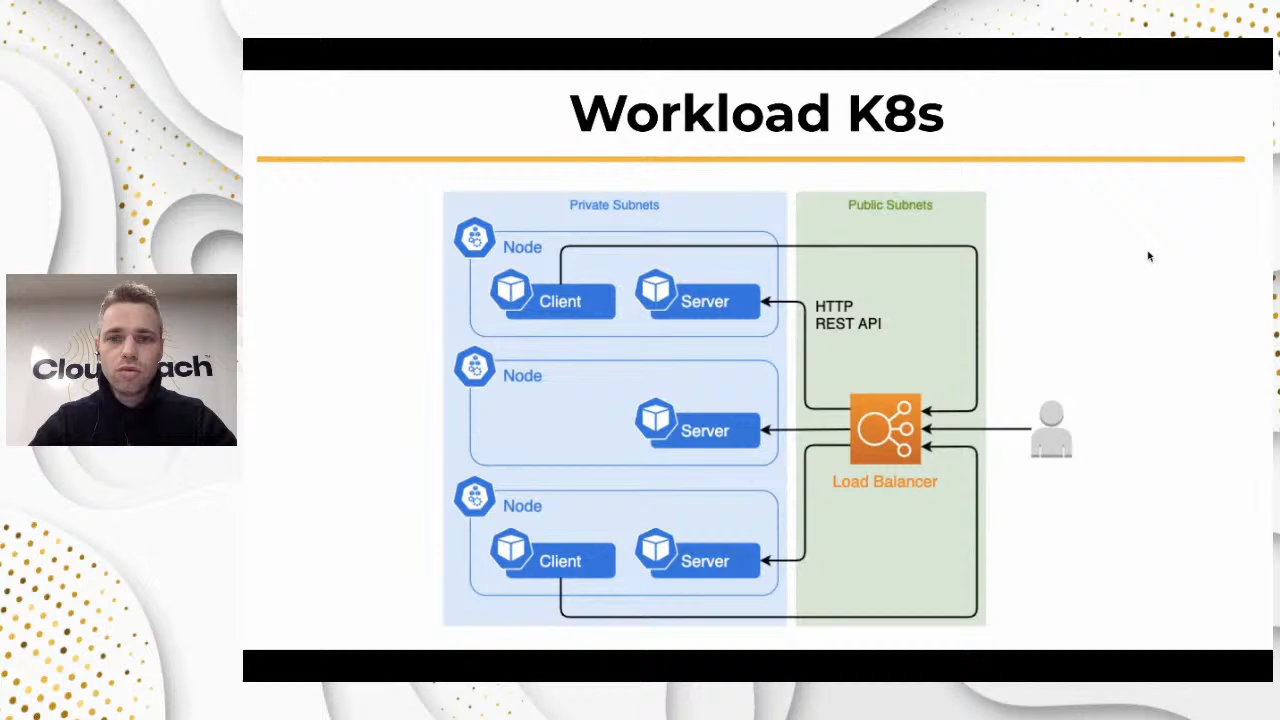 Workload K8s
Private Subnets
Public Subnets
Node
Client
Server
HTTP
REST API
Node
Server
Load Balancer
Node
Client
Server